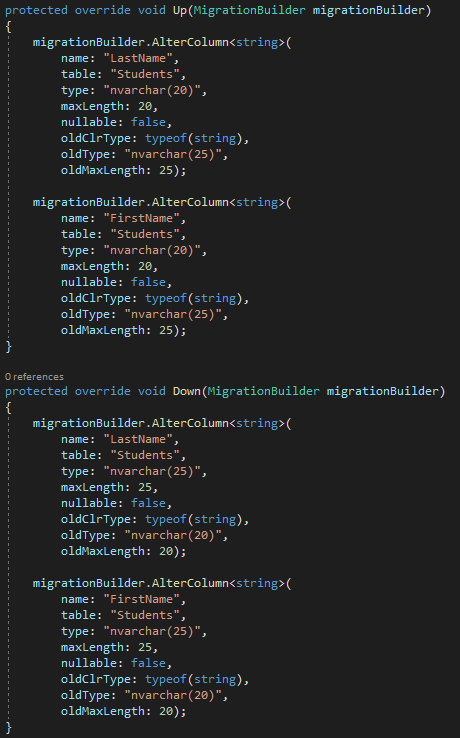 protected override void Up(MigrationBuilder migrationBuilder)
{
migrationBuilder.AlterColumn<string>(
name: "LastName",
table: "Students",
type: "nvarchar(20)",
maxLength: 20,
nullable: false,
oldClrType: typeof(string),
oldType: "nvarchar(25)",
oldMaxLength: 25);
migrationBuilder.AlterColumn<string>(
name: "FirstName",
table: "Students",
type: "nvarchar(20)",
maxLength: 20,
nullable: false,
oldClrType: typeof(string),
oldType: "nvarchar(25)",
oldMaxLength: 25);
}
0 references
protected override void Down(MigrationBuilder migrationBuilder)
{
migrationBuilder.AlterColumn<string>(
name: "LastName",
table: "Students",
type: "nvarchar(25)",
maxLength: 25,
nullable: false,
oldClrType: typeof(string),
oldType: "nvarchar(20)",
oldMaxLength: 20);
migrationBuilder.AlterColumn<string>(
name: "FirstName",
table: "Students",
type: "nvarchar(25)",
maxLength: 25,
nullable: false,
oldClrType: typeof(string),
oldType: "nvarchar(20)",
oldMaxLength: 20);
}